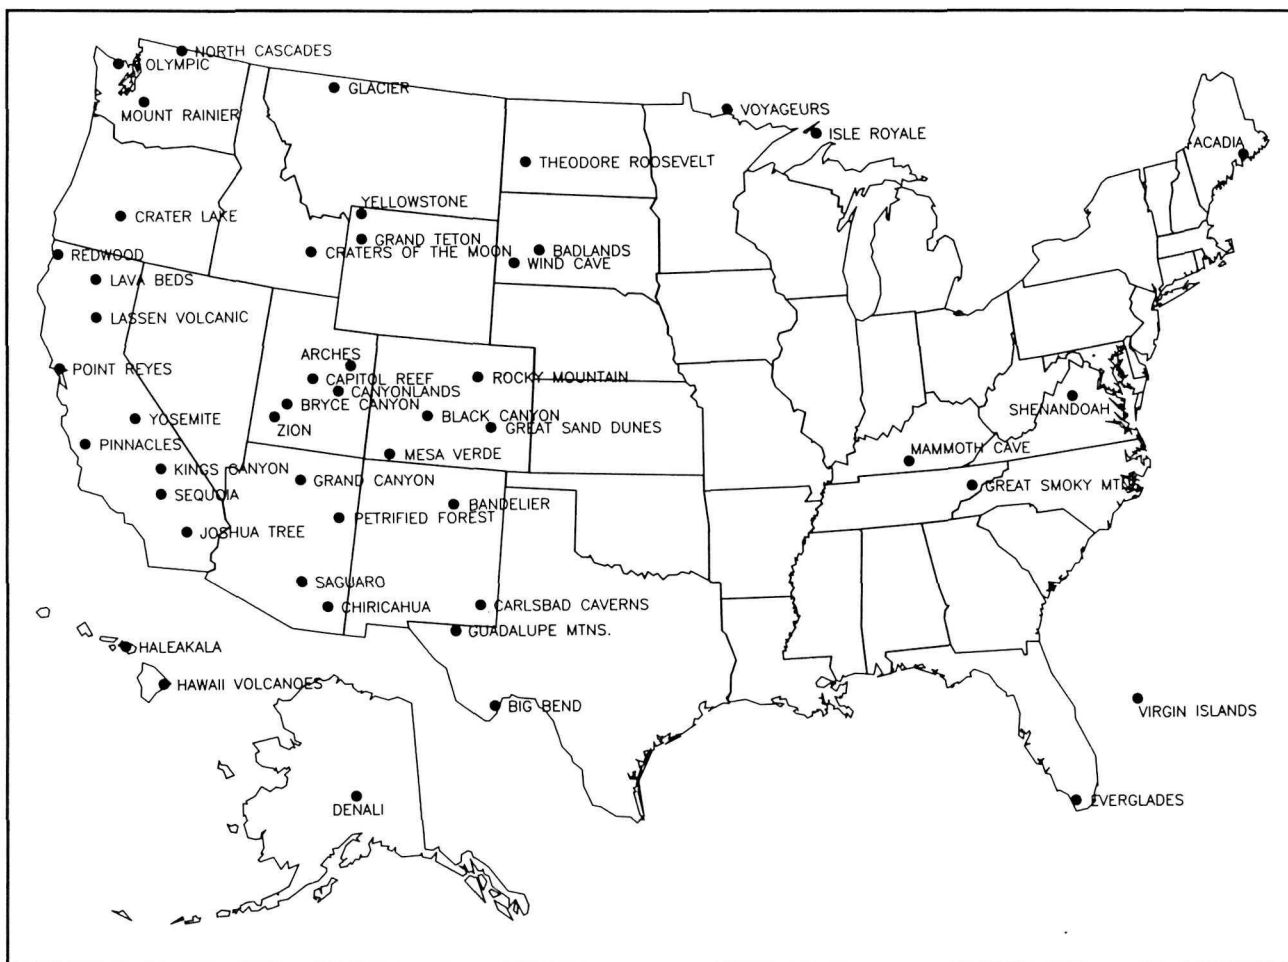 NORTH CASCADES
OLYMPIC
GLACIER
MOUNT RAINIER
VOYAGEURS
ISLE ROYALE
ACADIA
THEODORE ROOSEVELT
YELLOWSTONE
CRATER LAKE
GRAND TETON
REDWOOD
CRATERS OF THE MOON
BADLANDS
WIND CAVE
LAVA BEDS
LASSEN VOLCANIC
ARCHES
POINT REYES
CAPITOL REEF
ROCKY MOUNTAIN
CANYONLANDS
BRYCE CANYON
SHENANDOAH
YOSEMITE
ZION
BLACK CANYON
GREAT SAND DUNES
PINNACLES
MESA VERDE
MAMMOTH CAVE
KINGS CANYON
GRAND CANYON
GREAT SMOKY MTNS
SEQUOIA
BANDELIER
PETRIFIED FOREST
JOSHUA TREE
SAGUARO
CHIRICAHUA
CARLSBAD CAVERNS
GUADALUPE MTNS.
HALEAKALA
HAWAII VOLCANOES
BIG BEND
VIRGIN ISLANDS
DENALI
EVERGLADES